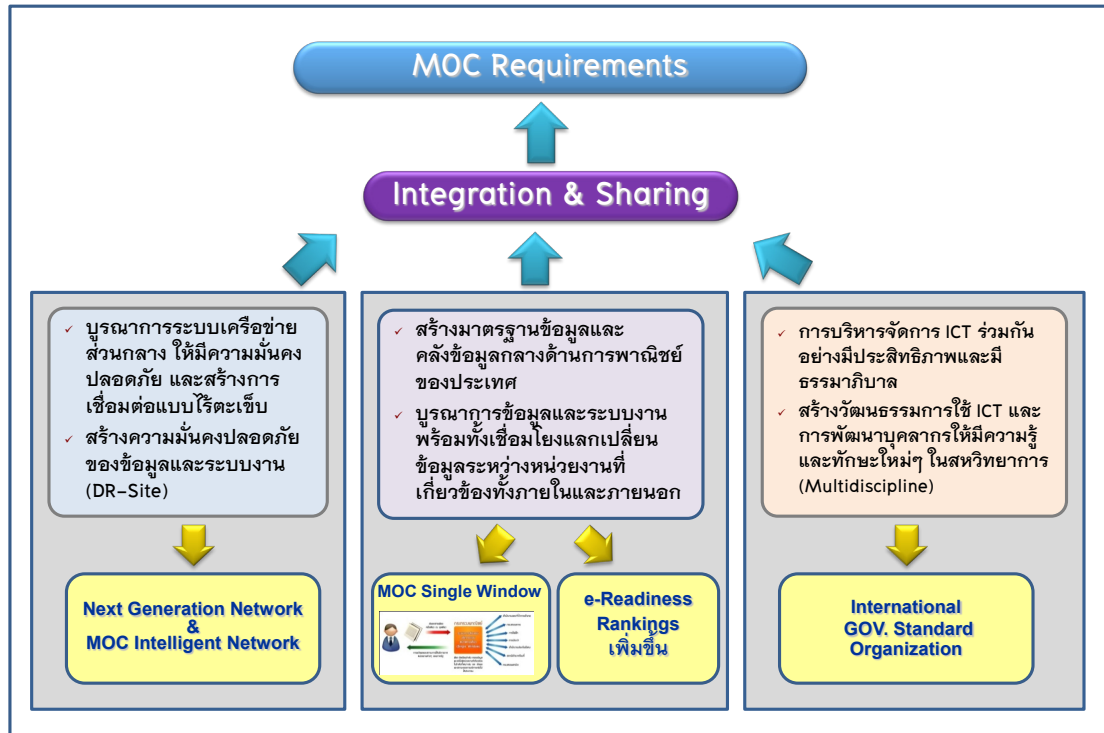 MOC Requirements
Integration & Sharing
✓ บูรณาการระบบเครือข่าย
ส่วนกลาง ให้มีความมั่นคง
ปลอดภัย และสร้างการ
เชื่อมต่อแบบไร้ตะเข็บ
✓ สร้างความมั่นคงปลอดภัย
ของข้อมูลและระบบงาน
(DR-Site)
Next Generation Network
&
MOC Intelligent Network
✓ สร้างมาตรฐานข้อมูลและ
คลังข้อมูลกลางด้านการพาณิชย์
ของประเทศ
✓ บูรณาการข้อมูลและระบบงาน
พร้อมทั้งเชื่อมโยงแลกเปลี่ยน
ข้อมูลระหว่างหน่วยงานที่
เกี่ยวข้องทั้งภายในและภายนอก
MOC Single Window
e-Readiness
Rankings
เพิ่มขึ้น
✓ การบริหารจัดการ ICT ร่วมกัน
อย่างมีประสิทธิภาพและมี
ธรรมาภิบาล
✓ สร้างวัฒนธรรมการใช้ ICT และ
การพัฒนาบุคลากรให้มีความรู้
และทักษะใหม่ๆ ในสหวิทยาการ
(Multidiscipline)
International
GOV. Standard
Organization